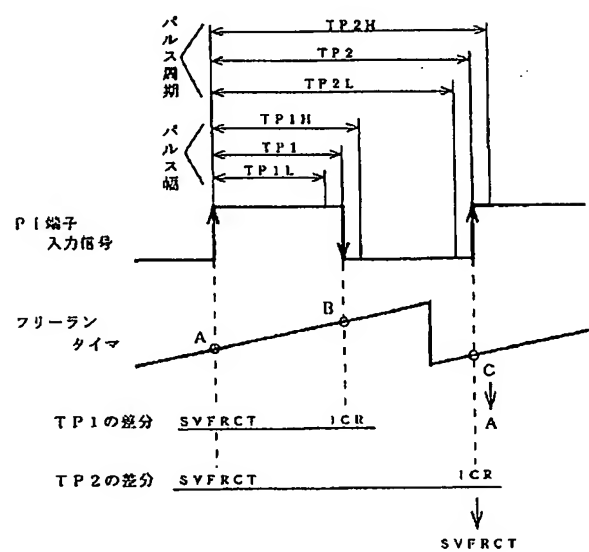 パルス周期
TP2H
TP2
TP2L
パルス幅
TP1H
TP1
TP1L
P1端子
入力信号
フリーラン
タイマ
A
B
C
A
TP1の差分
SVFRCT
ICR
TP2の差分
SVFRCT
ICR
SVFRCT